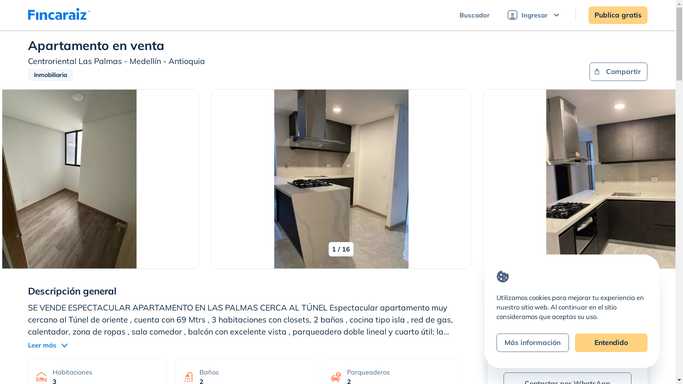 Fincaraiz
Buscador
Ingresar
Publica gratis
Apartamento en venta
Centroriental Las Palmas - Medellín - Antioquia
Inmobiliaria
Compartir
1 / 16
Descripción general
SE VENDE ESPECTACULAR APARTAMENTO EN LAS PALMAS CERCA AL TÚNEL Espectacular apartamento muy
cercano al Túnel de oriente , cuenta con 69 Mtrs , 3 habitaciones con closets, 2 baños , cocina tipo isla , red de gas,
calentador, zona de ropas , sala comedor , balcón con excelente vista , parqueadero doble lineal y cuarto útil: la...
Leer más
Habitaciones
3
Baños
2
Parqueaderos
2
Utilizamos cookies para mejorar tu experiencia en
nuestro sitio web. Al continuar en el sitio
consideramos que aceptas su uso.
Más información
Entendido
Contactar por WhatsApp